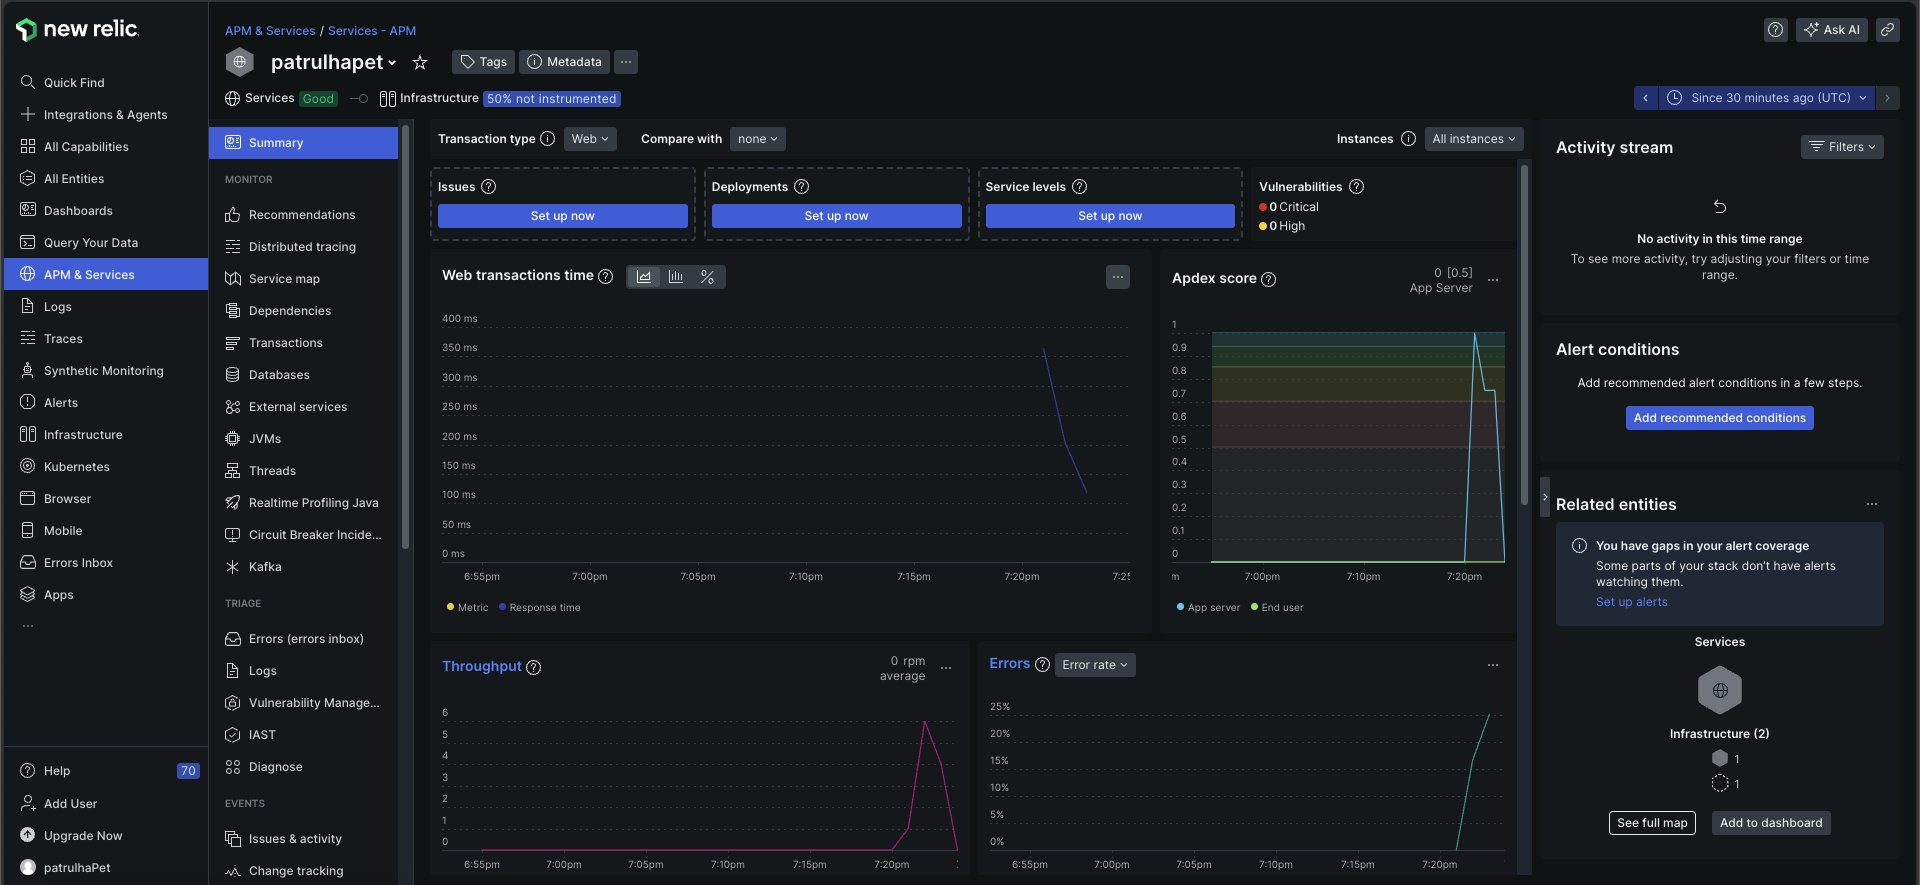 new relic
Quick Find
Integrations & Agents
All Capabilities
All Entities
Dashboards
Query Your Data
APM & Services
Logs
Traces
Synthetic Monitoring
Alerts
Infrastructure
Kubernetes
Browser
Mobile
Errors Inbox
Apps
...
Help 70
Add User
Upgrade Now
patrulhaPet
APM & Services / Services - APM
patrulhapet
Tags
Metadata
...
Services Good
Infrastructure 50% not instrumented
Ask AI
Since 30 minutes ago (UTC)
Summary
MONITOR
Recommendations
Distributed tracing
Service map
Dependencies
Transactions
Databases
External services
JVMs
Threads
Realtime Profiling Java
Circuit Breaker Incide...
Kafka
TRIAGE
Errors (errors inbox)
Logs
Vulnerability Manage...
IAST
Diagnose
EVENTS
Issues & activity
Change tracking
Transaction type Web
Compare with none
Instances All instances
Issues
Set up now
Deployments
Set up now
Service levels
Set up now
Vulnerabilities
0 Critical
0 High
Web transactions time
...
400 ms
350 ms
300 ms
250 ms
200 ms
150 ms
100 ms
50 ms
0 ms
6:55pm 7:00pm 7:05pm 7:10pm 7:15pm 7:20pm 7:25
Metric Response time
Apdex score
0 [0.5]
App Server
...
1
0.9
0.8
0.7
0.6
0.5
0.4
0.3
0.2
0.1
0
m 7:00pm 7:10pm 7:20pm
App server End user
Throughput
0 rpm
average
...
6
5
4
3
2
1
0
6:55pm 7:00pm 7:05pm 7:10pm 7:15pm 7:20pm
Errors Error rate
...
25%
20%
15%
10%
5%
0%
6:55pm 7:00pm 7:05pm 7:10pm 7:15pm 7:20pm
Activity stream
Filters
No activity in this time range
To see more activity, try adjusting your filters or time
range.
Alert conditions
Add recommended alert conditions in a few steps.
Add recommended conditions
Related entities
...
You have gaps in your alert coverage
Some parts of your stack don't have alerts
watching them.
Set up alerts
Services
Infrastructure (2)
1
1
See full map
Add to dashboard